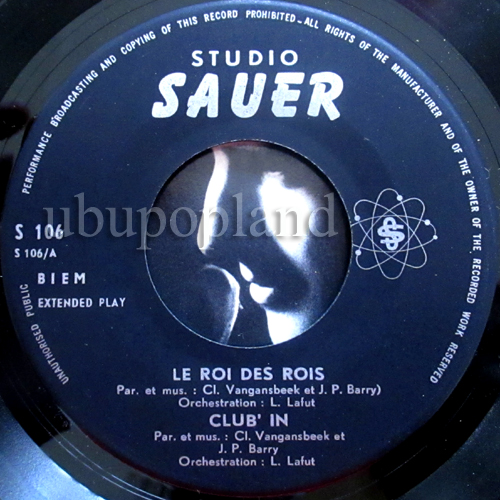 UNAUTHORISED PUBLIC PERFORMANCE BROADCASTING AND COPYING OF THIS RECORD PROHIBITED_ALL RIGHTS OF THE MANUFACTURER AND OF THE OWNER OF THE RECORDED WORK RESERVED
STUDIO
SAUER
S 106
S 106/A
BIEM
EXTENDED PLAY
ubupopland
LE ROI DES ROIS
Par. et mus. : Cl. Vangansbeek et J. P. Barry)
Orchestration : L. Lafut
CLUB' IN
Par. et mus. : Cl. Vangansbeek et
J. P. Barry
Orchestration : L. Lafut